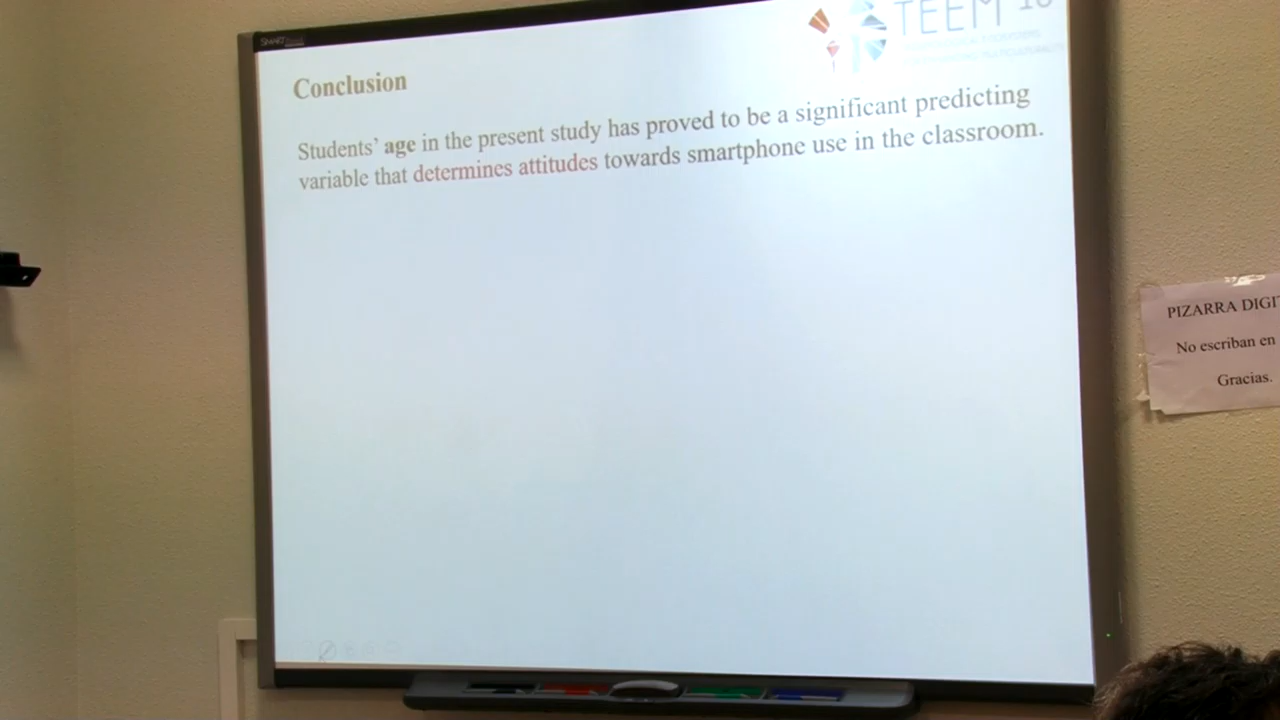 SMART
TEEM
Conclusion
Students' age in the present study has proved to be a significant predicting
variable that determines attitudes towards smartphone use in the classroom.
PIZARRA DIGI
No escriban en
Gracias.